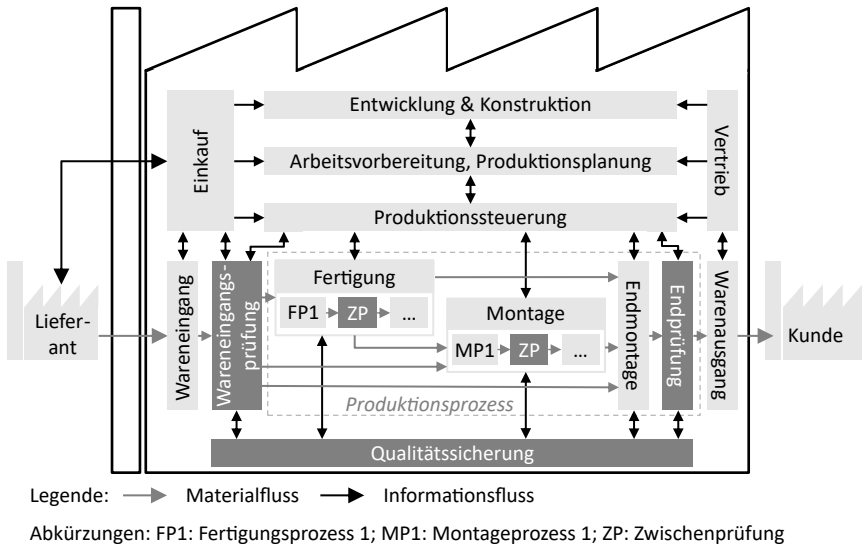 Entwicklung & Konstruktion
Einkauf
Arbeitsvorbereitung, Produktionsplanung
Vertrieb
Produktionssteuerung
Liefer-
ant
Wareneingang
Wareneingangs-
prüfung
Fertigung
FP1
ZP
...
Montage
MP1
ZP
...
Endmontage
Endprüfung
Warenausgang
Kunde
Produktionsprozess
Qualitätssicherung
Legende: Materialfluss Informationsfluss
Abkürzungen: FP1: Fertigungsprozess 1; MP1: Montageprozess 1; ZP: Zwischenprüfung